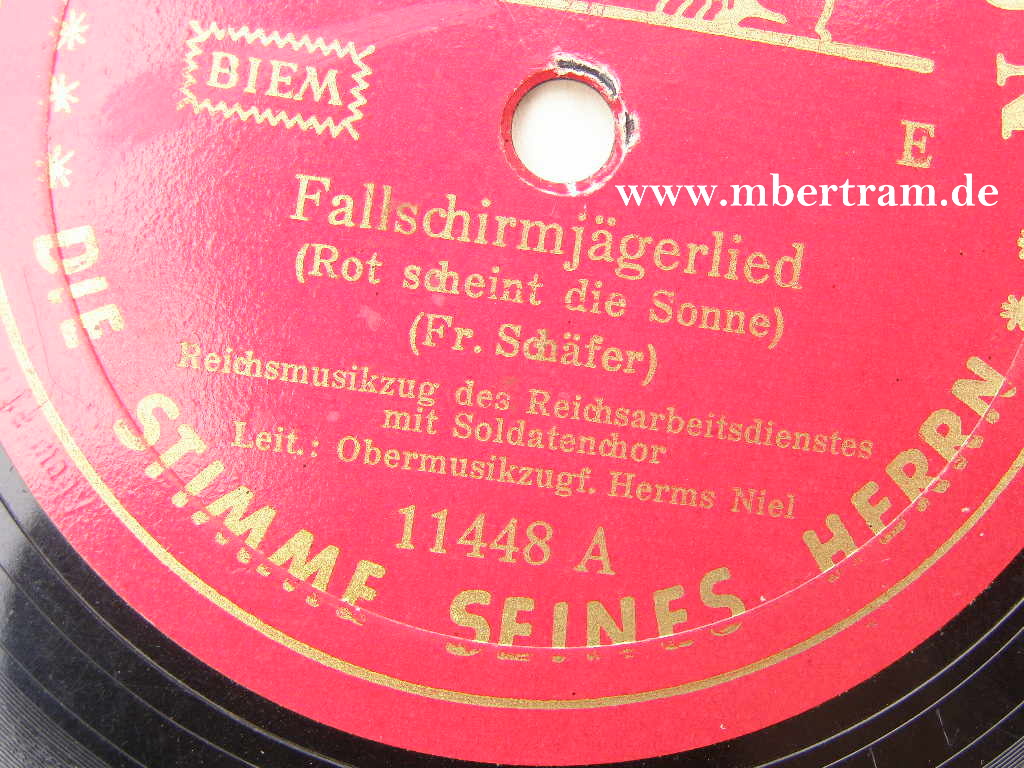 BIEM
E
www.mbertram.de
Fallschirmjägerlied
(Rot scheint die Sonne)
(Fr. Schäfer)
Reichsmusikzug des Reichsarbeitsdienstes
mit Soldatenchor
Leit.: Obermusikzugf. Herms Niel
11448 A
DIE STIMME SEINES HERRN